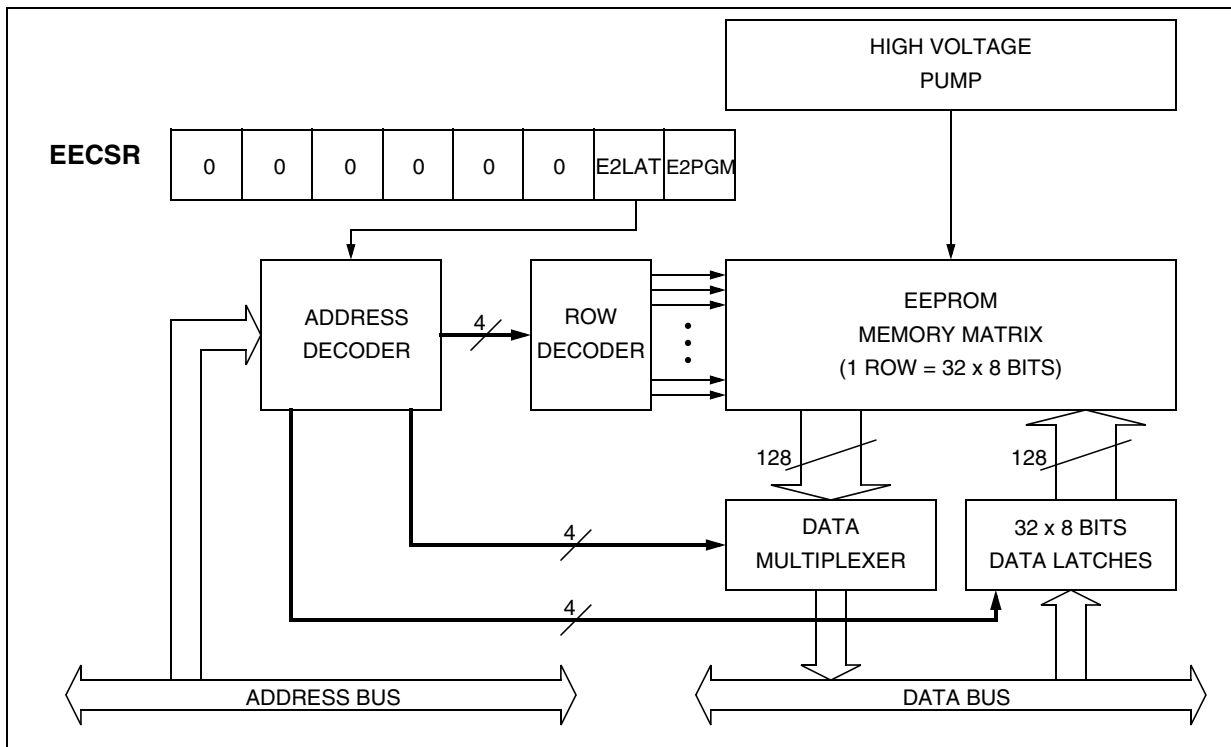 HIGH VOLTAGE
PUMP
EECSR
0 0 0 0 0 0 E2LAT E2PGM
ADDRESS
DECODER
4
ROW
DECODER
EEPROM
MEMORY MATRIX
(1 ROW = 32 x 8 BITS)
128
128
4
DATA
MULTIPLEXER
32 x 8 BITS
DATA LATCHES
4
ADDRESS BUS
DATA BUS